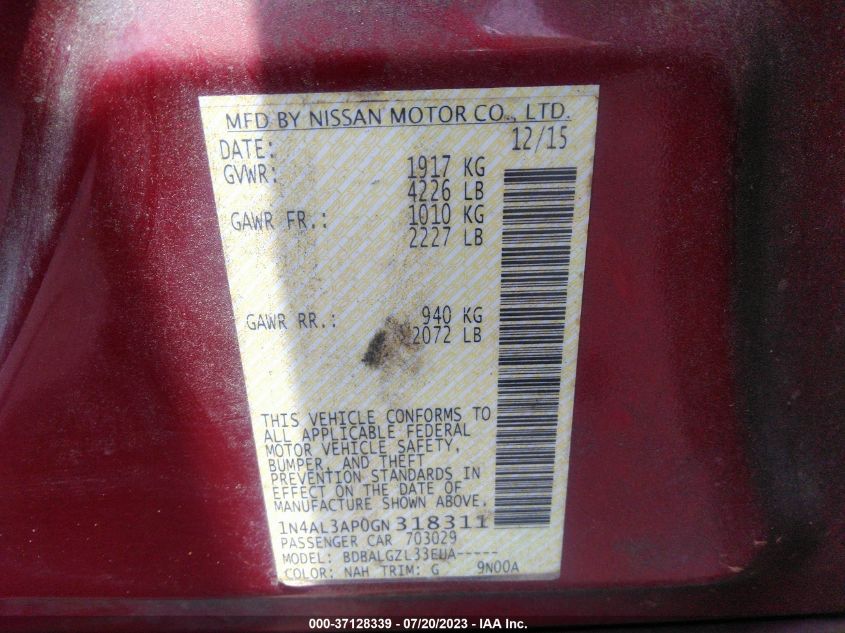 MFD BY NISSAN MOTOR CO., LTD.
DATE: 12/15
GVWR: 1917 KG
4226 LB
GAWR FR.: 1010 KG
2227 LB
GAWR RR.: 940 KG
2072 LB
THIS VEHICLE CONFORMS TO
ALL APPLICABLE FEDERAL
MOTOR VEHICLE SAFETY,
BUMPER, AND THEFT
PREVENTION STANDARDS IN
EFFECT ON THE DATE OF
MANUFACTURE SHOWN ABOVE.
1N4AL3AP0GN318311
PASSENGER CAR 703029
MODEL: BDBALGZL33EUA-----
COLOR: NAH TRIM: G 9N00A
000-37128339 - 07/20/2023 - IAA Inc.